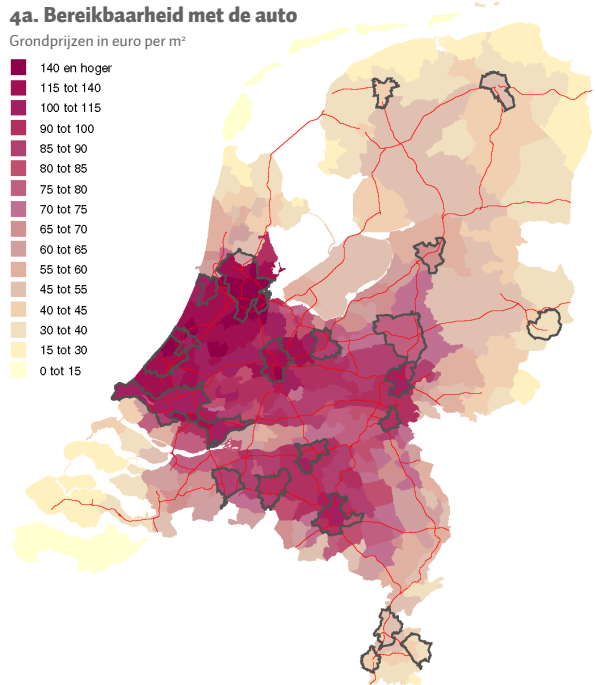 4a. Bereikbaarheid met de auto
Grondprijzen in euro per m²
140 en hoger
115 tot 140
100 tot 115
90 tot 100
85 tot 90
80 tot 85
75 tot 80
70 tot 75
65 tot 70
60 tot 65
55 tot 60
45 tot 55
40 tot 45
30 tot 40
15 tot 30
0 tot 15